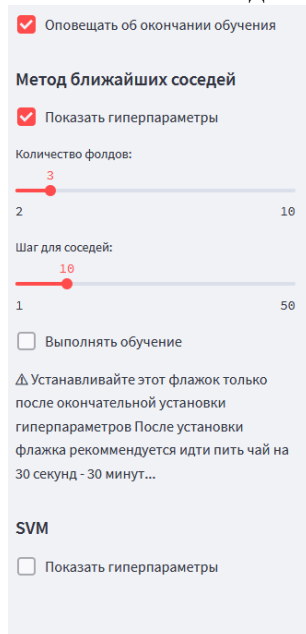 Оповещать об окончании обучения
Метод ближайших соседей
Показать гиперпараметры
Количество фолдов:
3
2 10
Шаг для соседей:
10
1 50
Выполнять обучение
⚠ Устанавливайте этот флажок только
после окончательной установки
гиперпараметров После установки
флажка рекоммендуется идти пить чай на
30 секунд - 30 минут...
SVM
Показать гиперпараметры